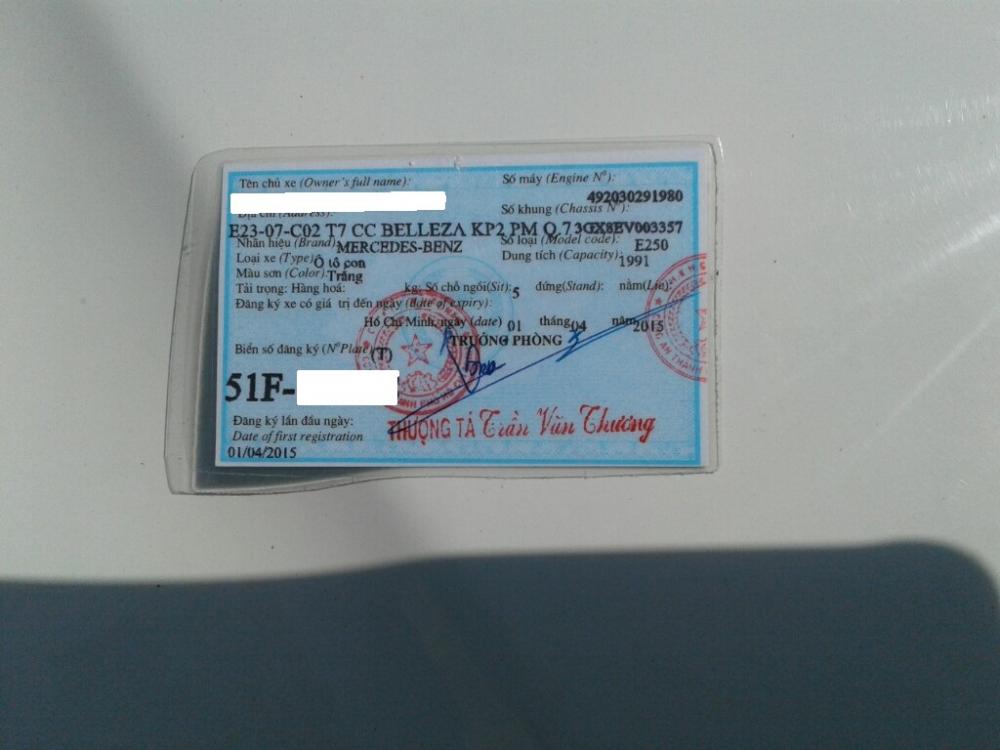 Tên chủ xe (Owner's full name):
Số máy (Engine Nº):
492030291980
Địa chỉ (Address):
Số khung (Chassis Nº):
E23-07-C02 T7 CC BELLEZA KP2 PM Q.7 3GX8EV003357
Nhãn hiệu (Brand) MERCEDES-BENZ
Số loại (Model code): E250
Loại xe (Type) Ô tô con
Dung tích (Capacity): 1991
Màu sơn (Color): Trắng
Tải trọng: Hàng hoá: kg; Số chỗ ngồi(Sit): 5 đứng(Stand): nằm(Lie):
Đăng ký xe có giá trị đến ngày (date of expiry):
Hồ Chí Minh, ngày (date) 01 tháng 04 năm 2015
TRƯỞNG PHÒNG
Biển số đăng ký (Nº Plate) (T)
51F-
Đăng ký lần đầu ngày:
Date of first registration
01/04/2015
THƯỢNG TÁ Trần Văn Thương